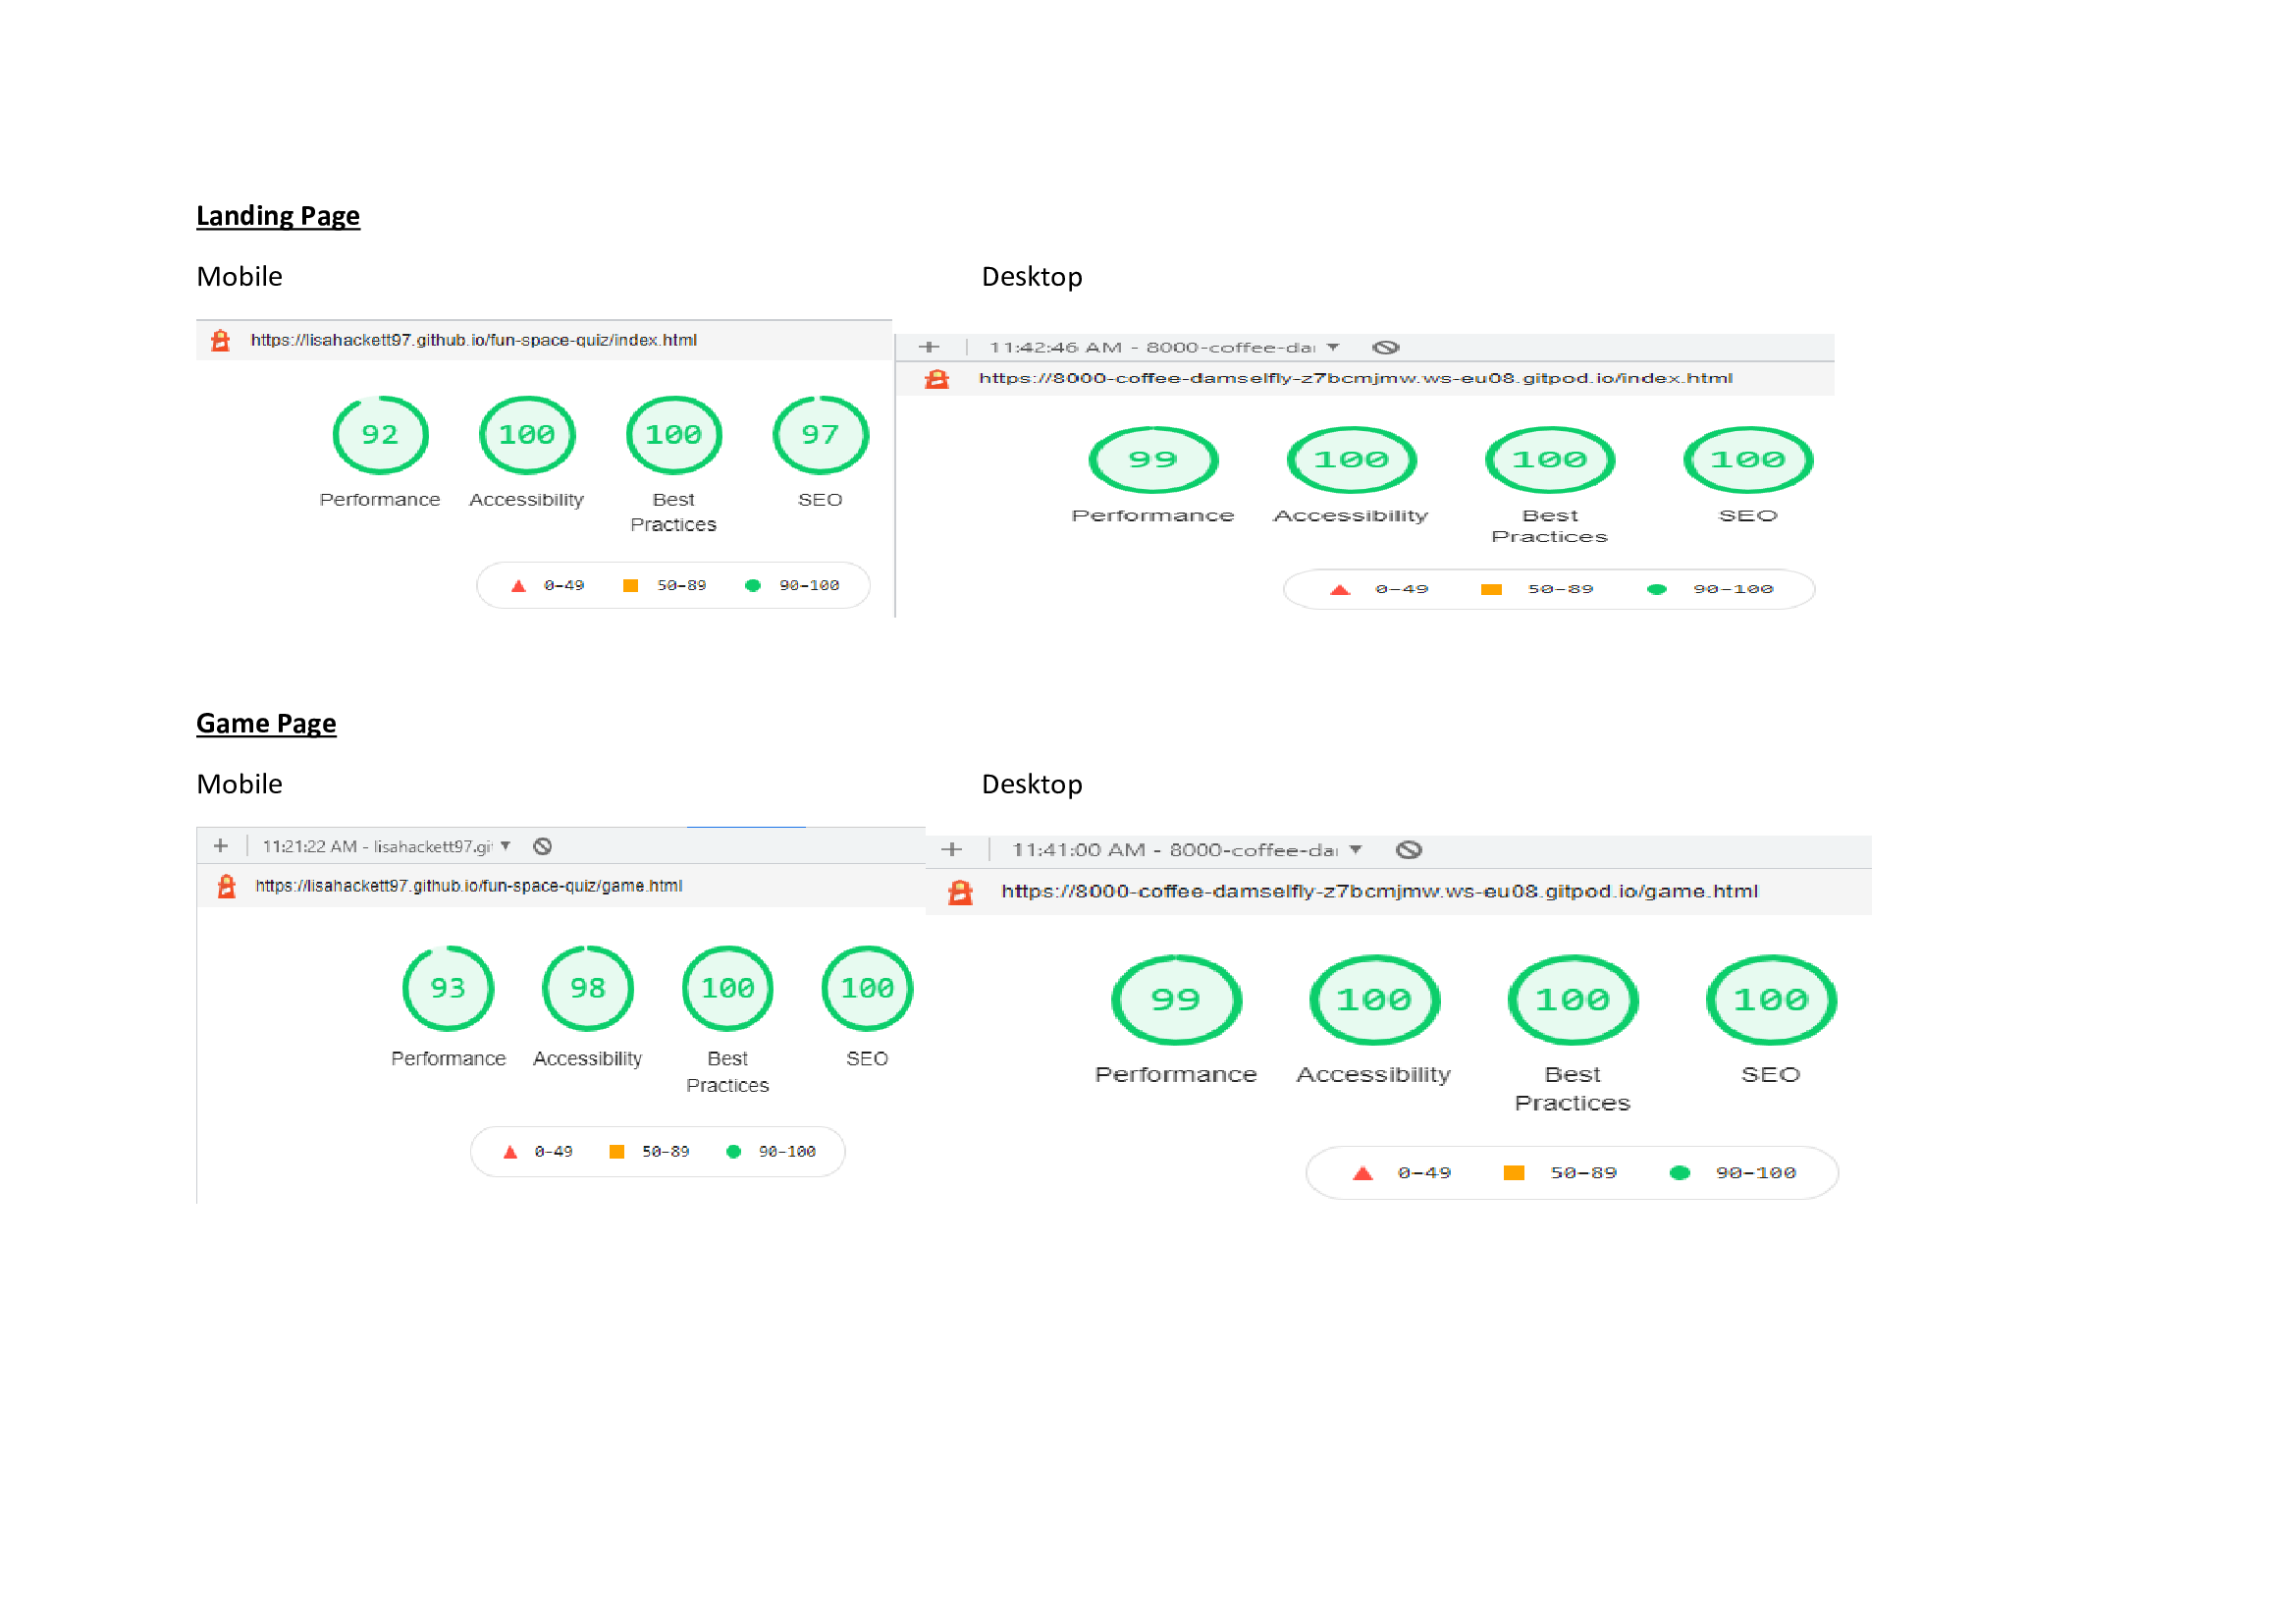 Landing Page
Mobile
Desktop
https://lisahackett97.github.io/fun-space-quiz/index.html
92
100
100
97
Performance
Accessibility
Best
Practices
SEO
0–49
50–89
90–100
11:42:46 AM - 8000-coffee-da
https://8000-coffee-damselfly-z7bcmjmw.ws-eu08.gitpod.io/index.html
99
100
100
100
Performance
Accessibility
Best
Practices
SEO
0–49
50–89
90–100
Game Page
Mobile
Desktop
11:21:22 AM - lisahackett97.gi
https://lisahackett97.github.io/fun-space-quiz/game.html
93
98
100
100
Performance
Accessibility
Best
Practices
SEO
0–49
50–89
90–100
11:41:00 AM - 8000-coffee-da
https://8000-coffee-damselfly-z7bcmjmw.ws-eu08.gitpod.io/game.html
99
100
100
100
Performance
Accessibility
Best
Practices
SEO
0–49
50–89
90–100